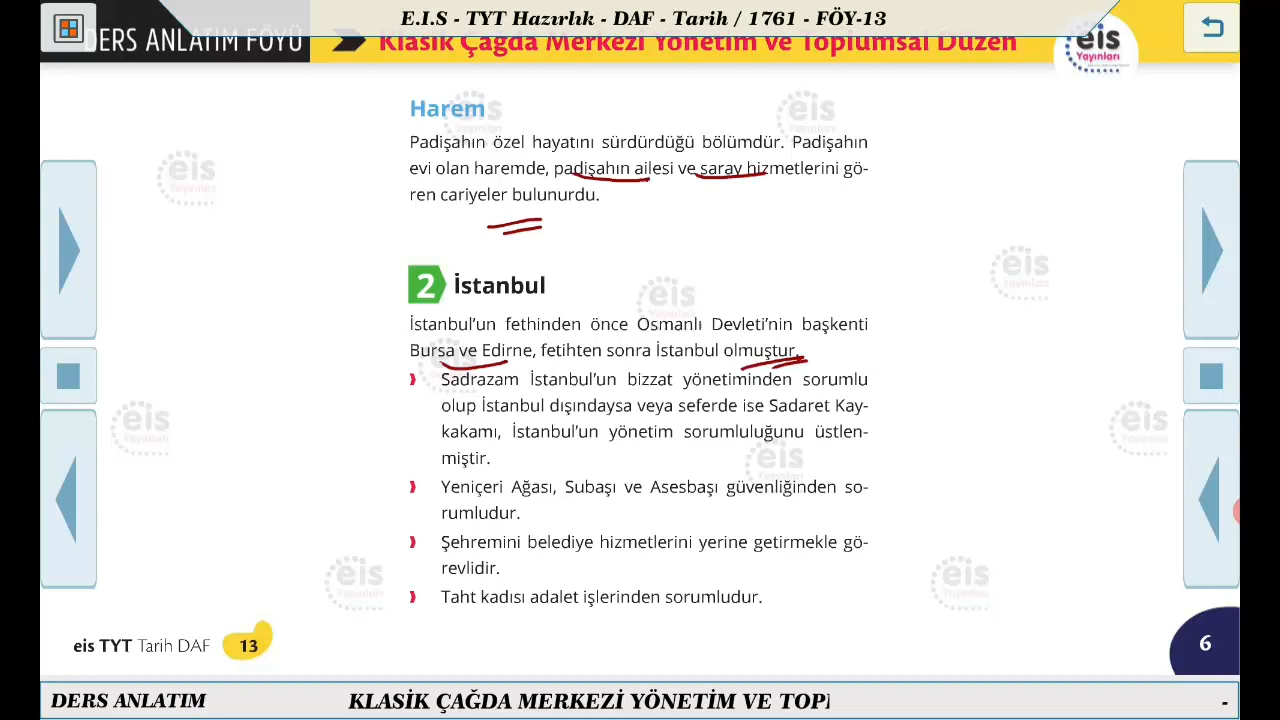 E.I.S - TYT Hazırlık - DAF - Tarih / 1761 - FÖY-13
DERS ANLATIM FÖYÜ
Klasik Çağda Merkezî Yönetim ve Toplumsal Düzen
eis
Yayınları
Harem
Padişahın özel hayatını sürdürdüğü bölümdür. Padişahın
evi olan haremde, padişahın ailesi ve saray hizmetlerini gö-
ren cariyeler bulunurdu.
2 İstanbul
İstanbul'un fethinden önce Osmanlı Devleti'nin başkenti
Bursa ve Edirne, fetihten sonra İstanbul olmuştur.
Sadrazam İstanbul'un bizzat yönetiminden sorumlu
olup İstanbul dışındaysa veya seferde ise Sadaret Kay-
kakamı, İstanbul'un yönetim sorumluluğunu üstlen-
miştir.
Yeniçeri Ağası, Subaşı ve Asesbaşı güvenliğinden so-
rumludur.
Şehremini belediye hizmetlerini yerine getirmekle gö-
revlidir.
Taht kadısı adalet işlerinden sorumludur.
eis TYT Tarih DAF 13
6
DERS ANLATIM KLASİK ÇAĞDA MERKEZİ YÖNETİM VE TOPI -